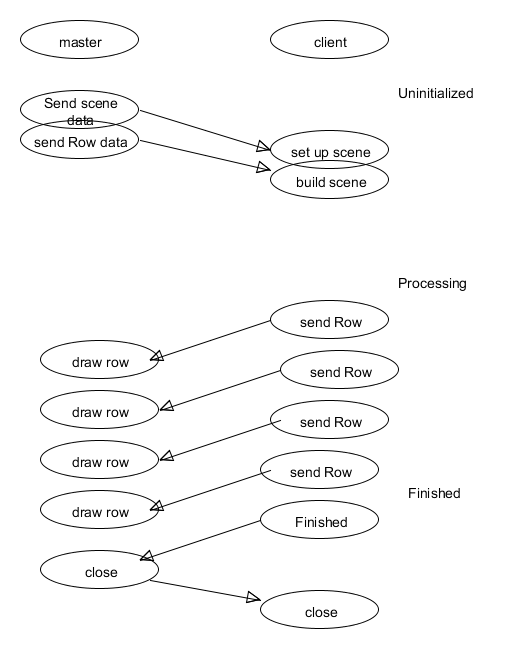 master
client
Uninitialized
Send scene
data
send Row data
set up scene
build scene
Processing
send Row
draw row
send Row
draw row
send Row
draw row
send Row
Finished
draw row
Finished
close
close